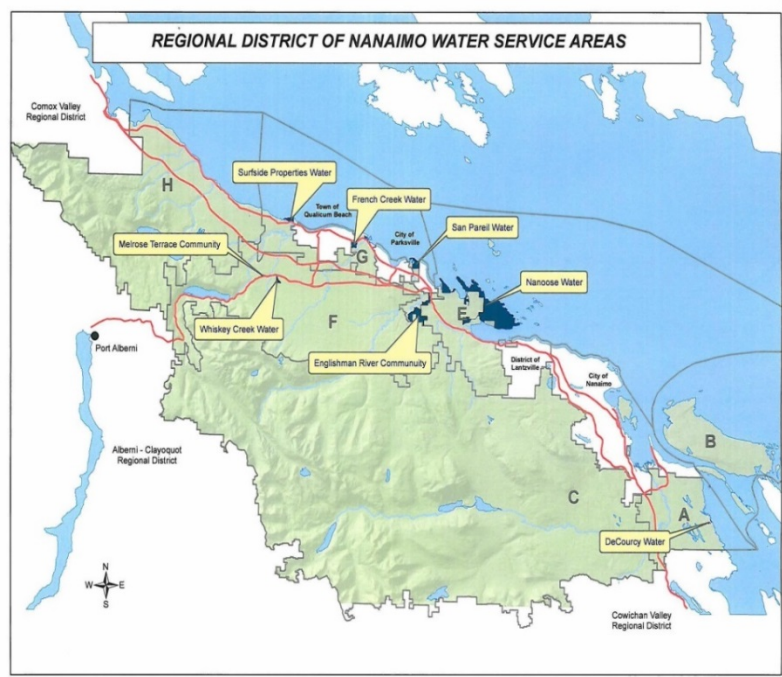 REGIONAL DISTRICT OF NANAIMO WATER SERVICE AREAS
Comox Valley
Regional District
H
Surfside Properties Water
Town of
Qualicum Beach
French Creek Water
City of
Parksville
San Pareil Water
G
Melrose Terrace Community
Nanoose Water
E
Whiskey Creek Water
F
Englishman River Community
Port Alberni
District of
Lantzville
City of
Nanaimo
Alberni - Clayoquot
Regional District
B
C
A
DeCourcy Water
N
W
E
S
Cowichan Valley
Regional District